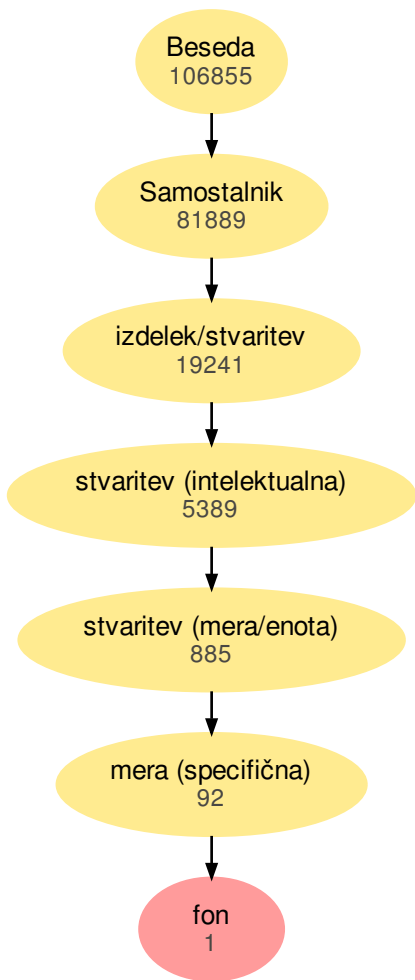 Beseda
106855
Samostalnik
81889
izdelek/stvaritev
19241
stvaritev (intelektualna)
5389
stvaritev (mera/enota)
885
mera (specifična)
92
fon
1